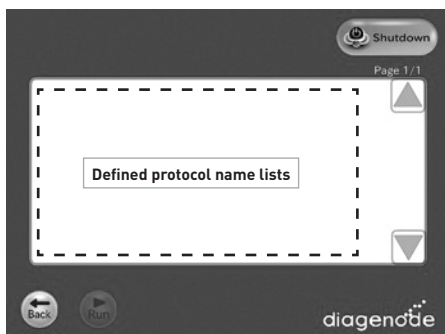 Shutdown
Page 1/1
Defined protocol name lists
Back
Run
diagenode